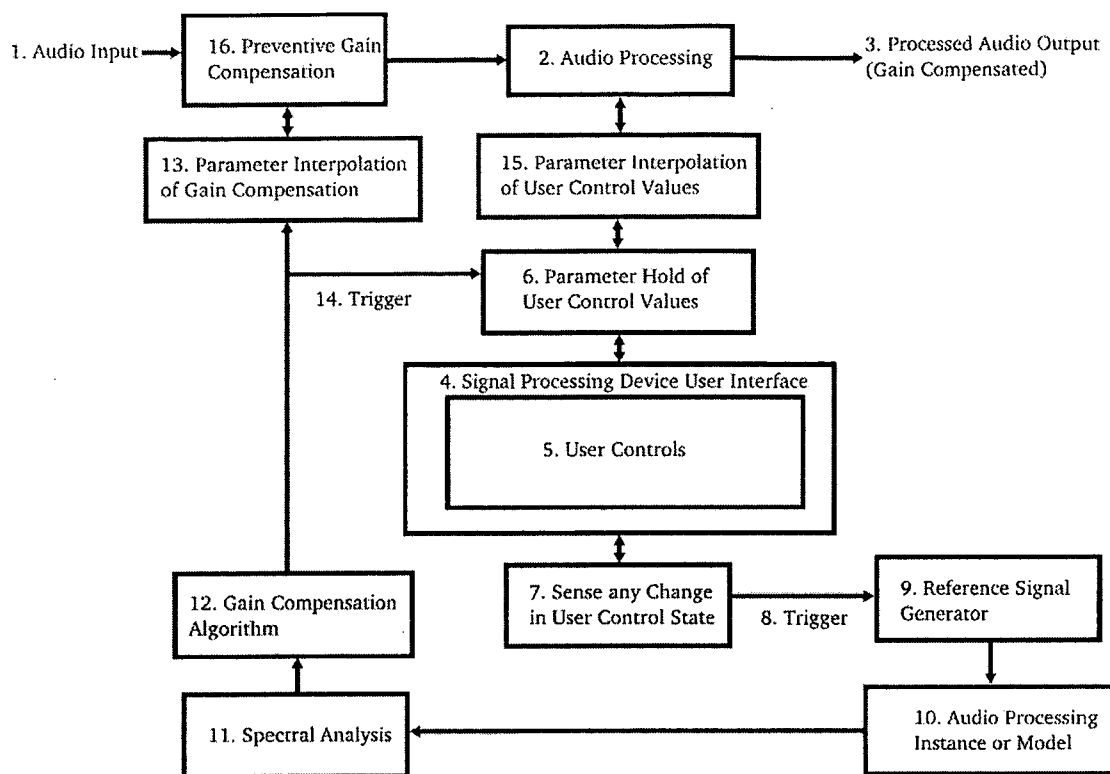 1. Audio Input
16. Preventive Gain
Compensation
2. Audio Processing
3. Processed Audio Output
(Gain Compensated)
13. Parameter Interpolation
of Gain Compensation
15. Parameter Interpolation
of User Control Values
14. Trigger
6. Parameter Hold of
User Control Values
4. Signal Processing Device User Interface
5. User Controls
12. Gain Compensation
Algorithm
7. Sense any Change
in User Control State
8. Trigger
9. Reference Signal
Generator
11. Spectral Analysis
10. Audio Processing
Instance or Model